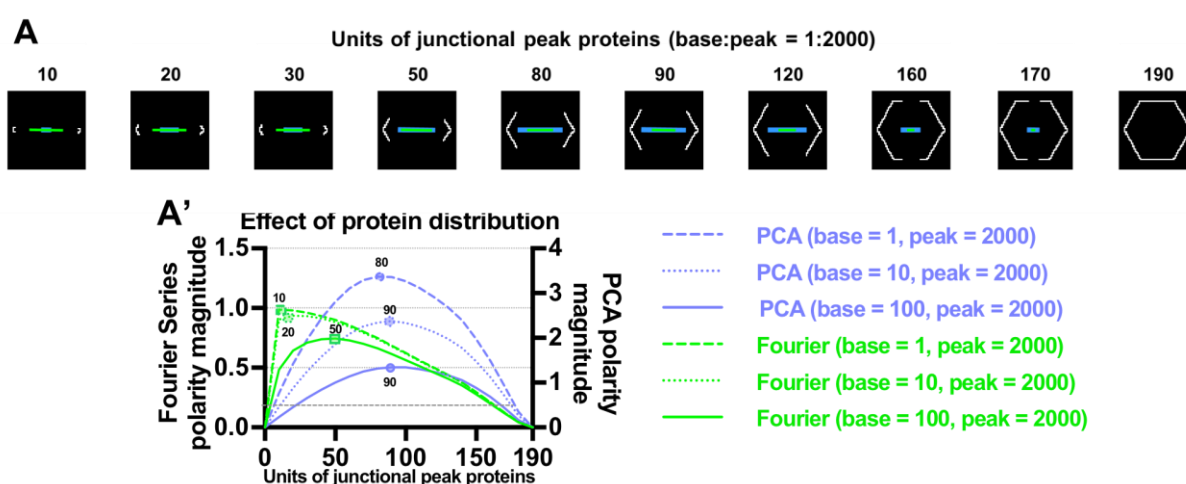 A
Units of junctional peak proteins (base:peak = 1:2000)
10 20 30 50 80 90 120 160 170 190
A'
Effect of protein distribution
Fourier Series
polarity magnitude
1.5
1.0
0.5
0.0
10
20
50
80
90
90
4
3
2
1
0
PCA polarity
magnitude
0 50 100 150 190
Units of junctional peak proteins
PCA (base = 1, peak = 2000)
PCA (base = 10, peak = 2000)
PCA (base = 100, peak = 2000)
Fourier (base = 1, peak = 2000)
Fourier (base = 10, peak = 2000)
Fourier (base = 100, peak = 2000)